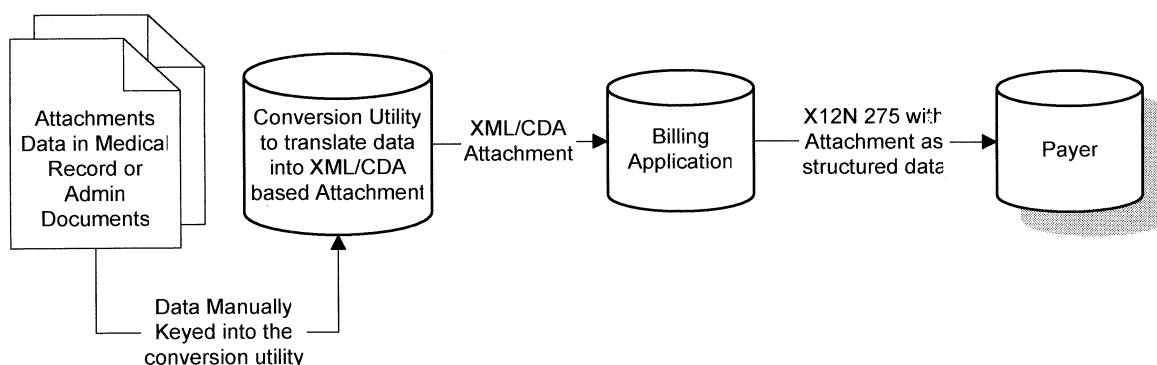 Attachments
Data in Medical
Record or
Admin
Documents
Conversion Utility
to translate data
into XML/CDA
based Attachment
XML/CDA
Attachment
Billing
Application
X12N 275 with
Attachment as
structured data
Payer
Data Manually
Keyed into the
conversion utility